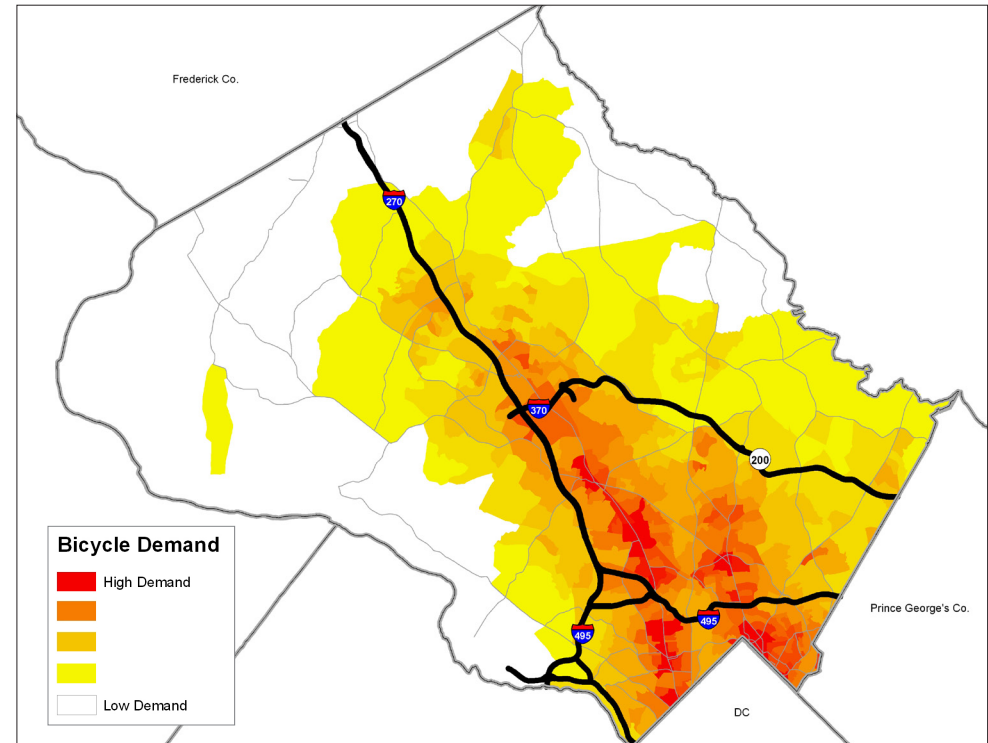 Frederick Co.
270
370
200
Bicycle Demand
High Demand
Low Demand
495
495
Prince George's Co.
DC